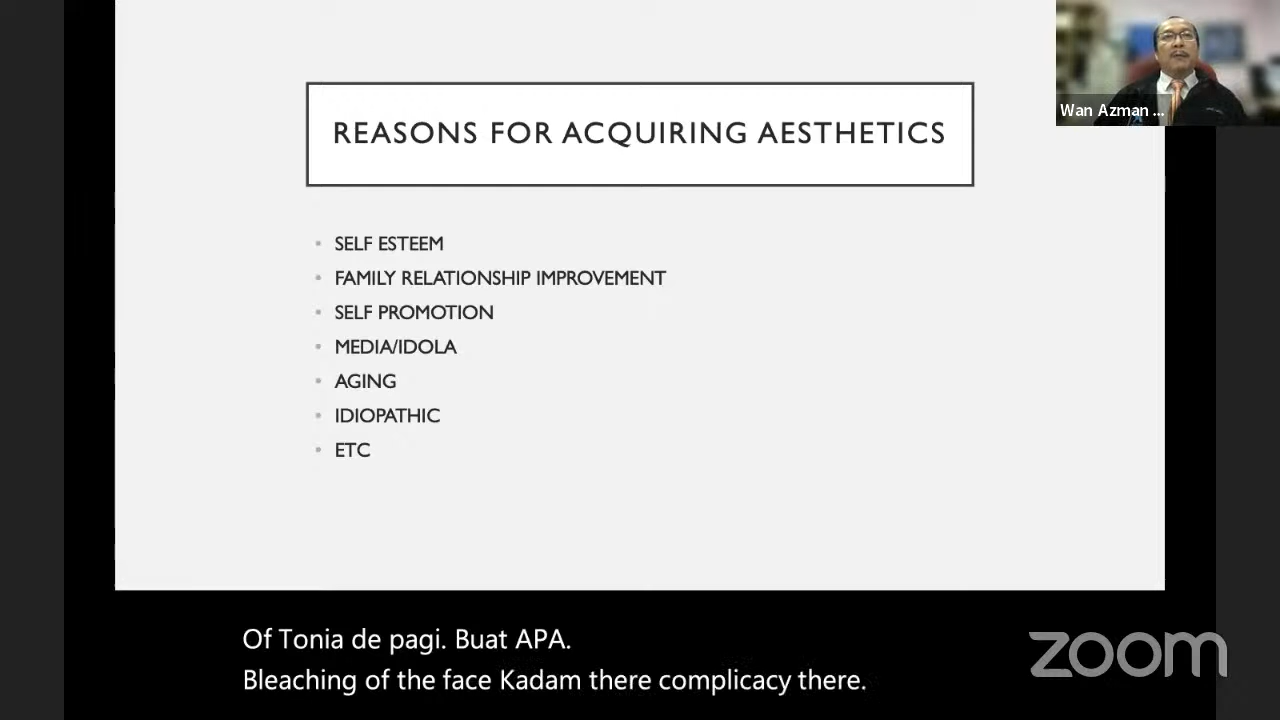 REASONS FOR ACQUIRING AESTHETICS
Wan Azman ...
SELF ESTEEM
FAMILY RELATIONSHIP IMPROVEMENT
SELF PROMOTION
MEDIA/IDOLA
AGING
IDIOPATHIC
ETC
Of Tonia de pagi. Buat APA.
Bleaching of the face Kadam there complicacy there.
zoom